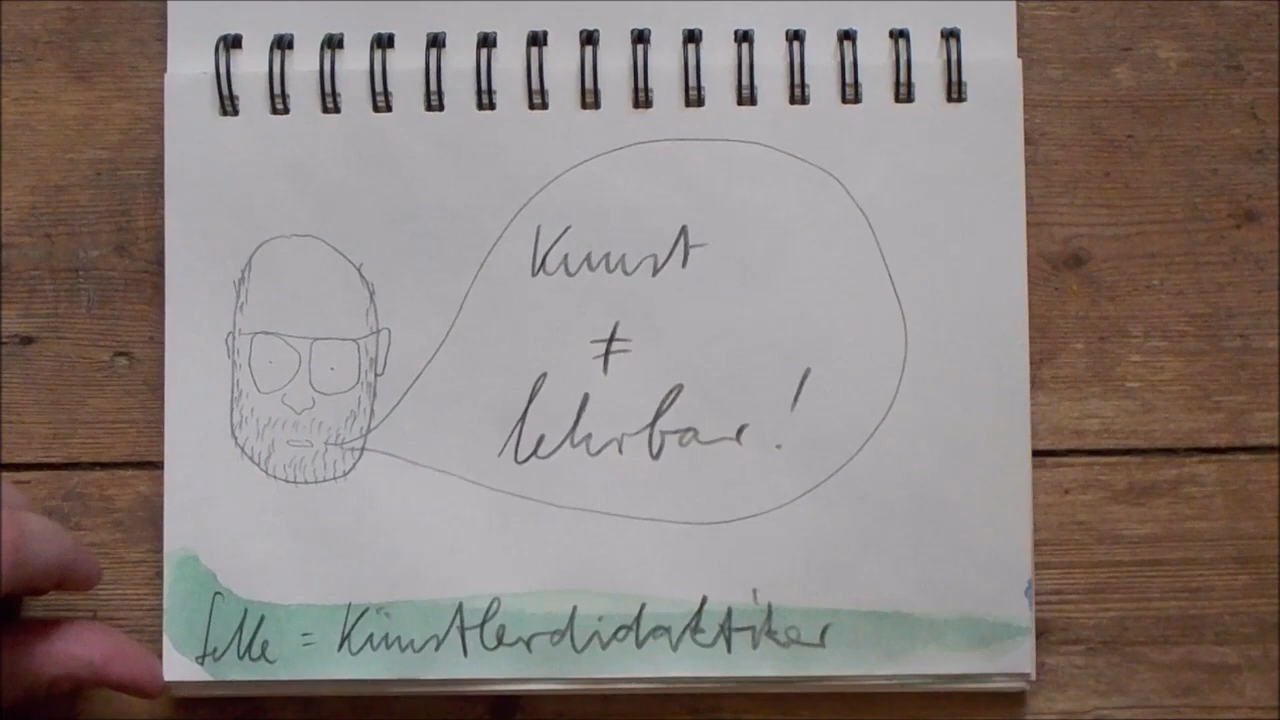 Kunst
≠
lehrbar!
Selle = Künstlerdidaktiker